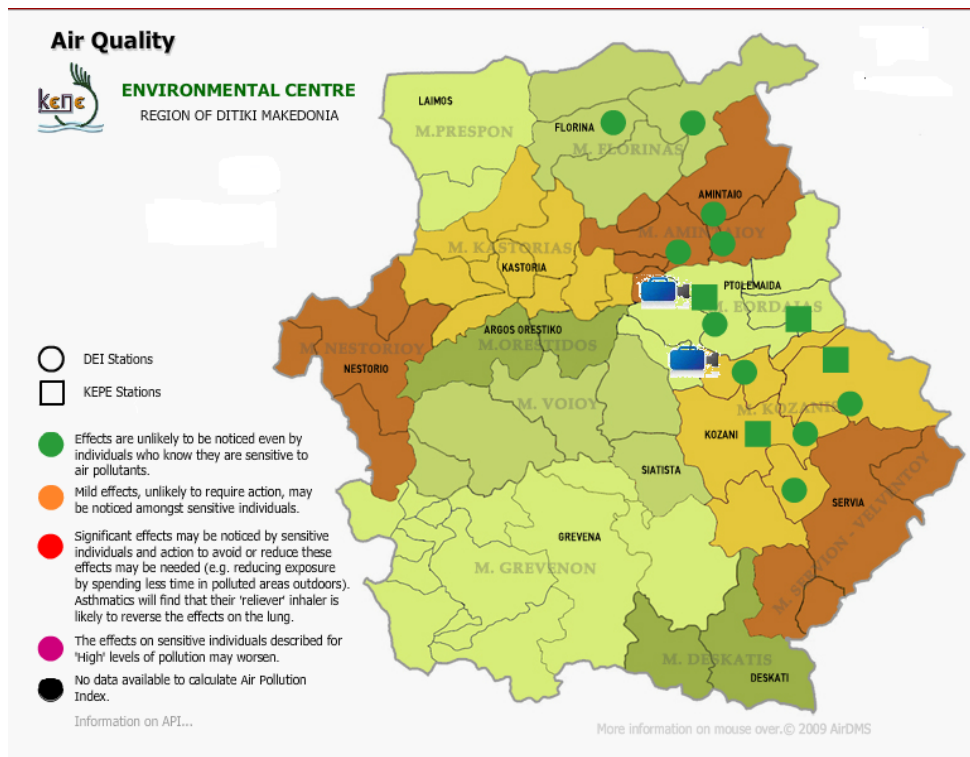 Air Quality
κεπε
ENVIRONMENTAL CENTRE
REGION OF DITIKI MAKEDONIA
LAIMOS
M.PRESPON
FLORINA
M. FLORINAS
AMINTAIO
M. AMINTAIOY
M. KASTORIAS
KASTORIA
PTOLEMAIDA
M. EORDAIAS
ARGOS ORESTIKO
M.ORESTIDOS
M. NESTORIOY
NESTORIO
M. VOIOY
M. KOZANIS
KOZANI
SIATISTA
SERVIA
M. SERVION - VELVENTOY
GREVENA
M. GREVENON
M. DESKATIS
DESKATI
DEI Stations
KEPE Stations
Effects are unlikely to be noticed even by
individuals who know they are sensitive to
air pollutants.
Mild effects, unlikely to require action, may
be noticed amongst sensitive individuals.
Significant effects may be noticed by sensitive
individuals and action to avoid or reduce these
effects may be needed (e.g. reducing exposure
by spending less time in polluted areas outdoors).
Asthmatics will find that their 'reliever' inhaler is
likely to reverse the effects on the lung.
The effects on sensitive individuals described for
'High' levels of pollution may worsen.
No data available to calculate Air Pollution
Index.
Information on API...
More information on mouse over.© 2009 AirDMS